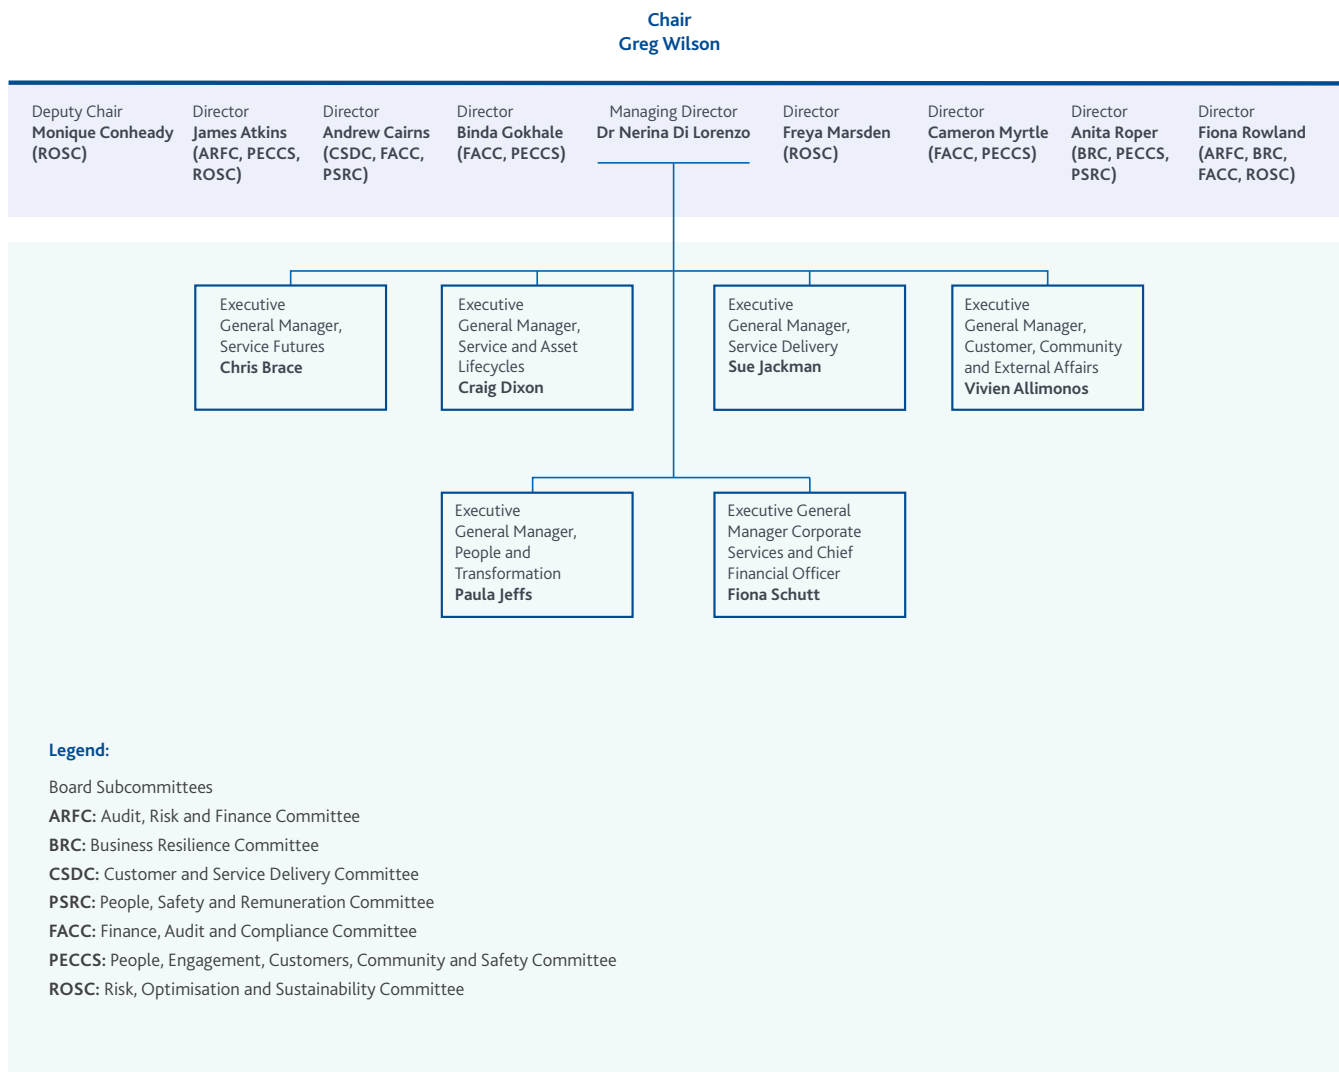 Chair
Greg Wilson
Deputy Chair
Monique Conheady
(ROSC)
Director
James Atkins
(ARFC, PECCS,
ROSC)
Director
Andrew Cairns
(CSDC, FACC,
PSRC)
Director
Binda Gokhale
(FACC, PECCS)
Managing Director
Dr Nerina Di Lorenzo
Director
Freya Marsden
(ROSC)
Director
Cameron Myrtle
(FACC, PECCS)
Director
Anita Roper
(BRC, PECCS,
PSRC)
Director
Fiona Rowland
(ARFC, BRC,
FACC, ROSC)
Executive
General Manager,
Service Futures
Chris Brace
Executive
General Manager,
Service and Asset
Lifecycles
Craig Dixon
Executive
General Manager,
Service Delivery
Sue Jackman
Executive
General Manager,
Customer, Community
and External Affairs
Vivien Allimonos
Executive
General Manager,
People and
Transformation
Paula Jeffs
Executive General
Manager Corporate
Services and Chief
Financial Officer
Fiona Schutt
Legend:
Board Subcommittees
ARFC: Audit, Risk and Finance Committee
BRC: Business Resilience Committee
CSDC: Customer and Service Delivery Committee
PSRC: People, Safety and Remuneration Committee
FACC: Finance, Audit and Compliance Committee
PECCS: People, Engagement, Customers, Community and Safety Committee
ROSC: Risk, Optimisation and Sustainability Committee